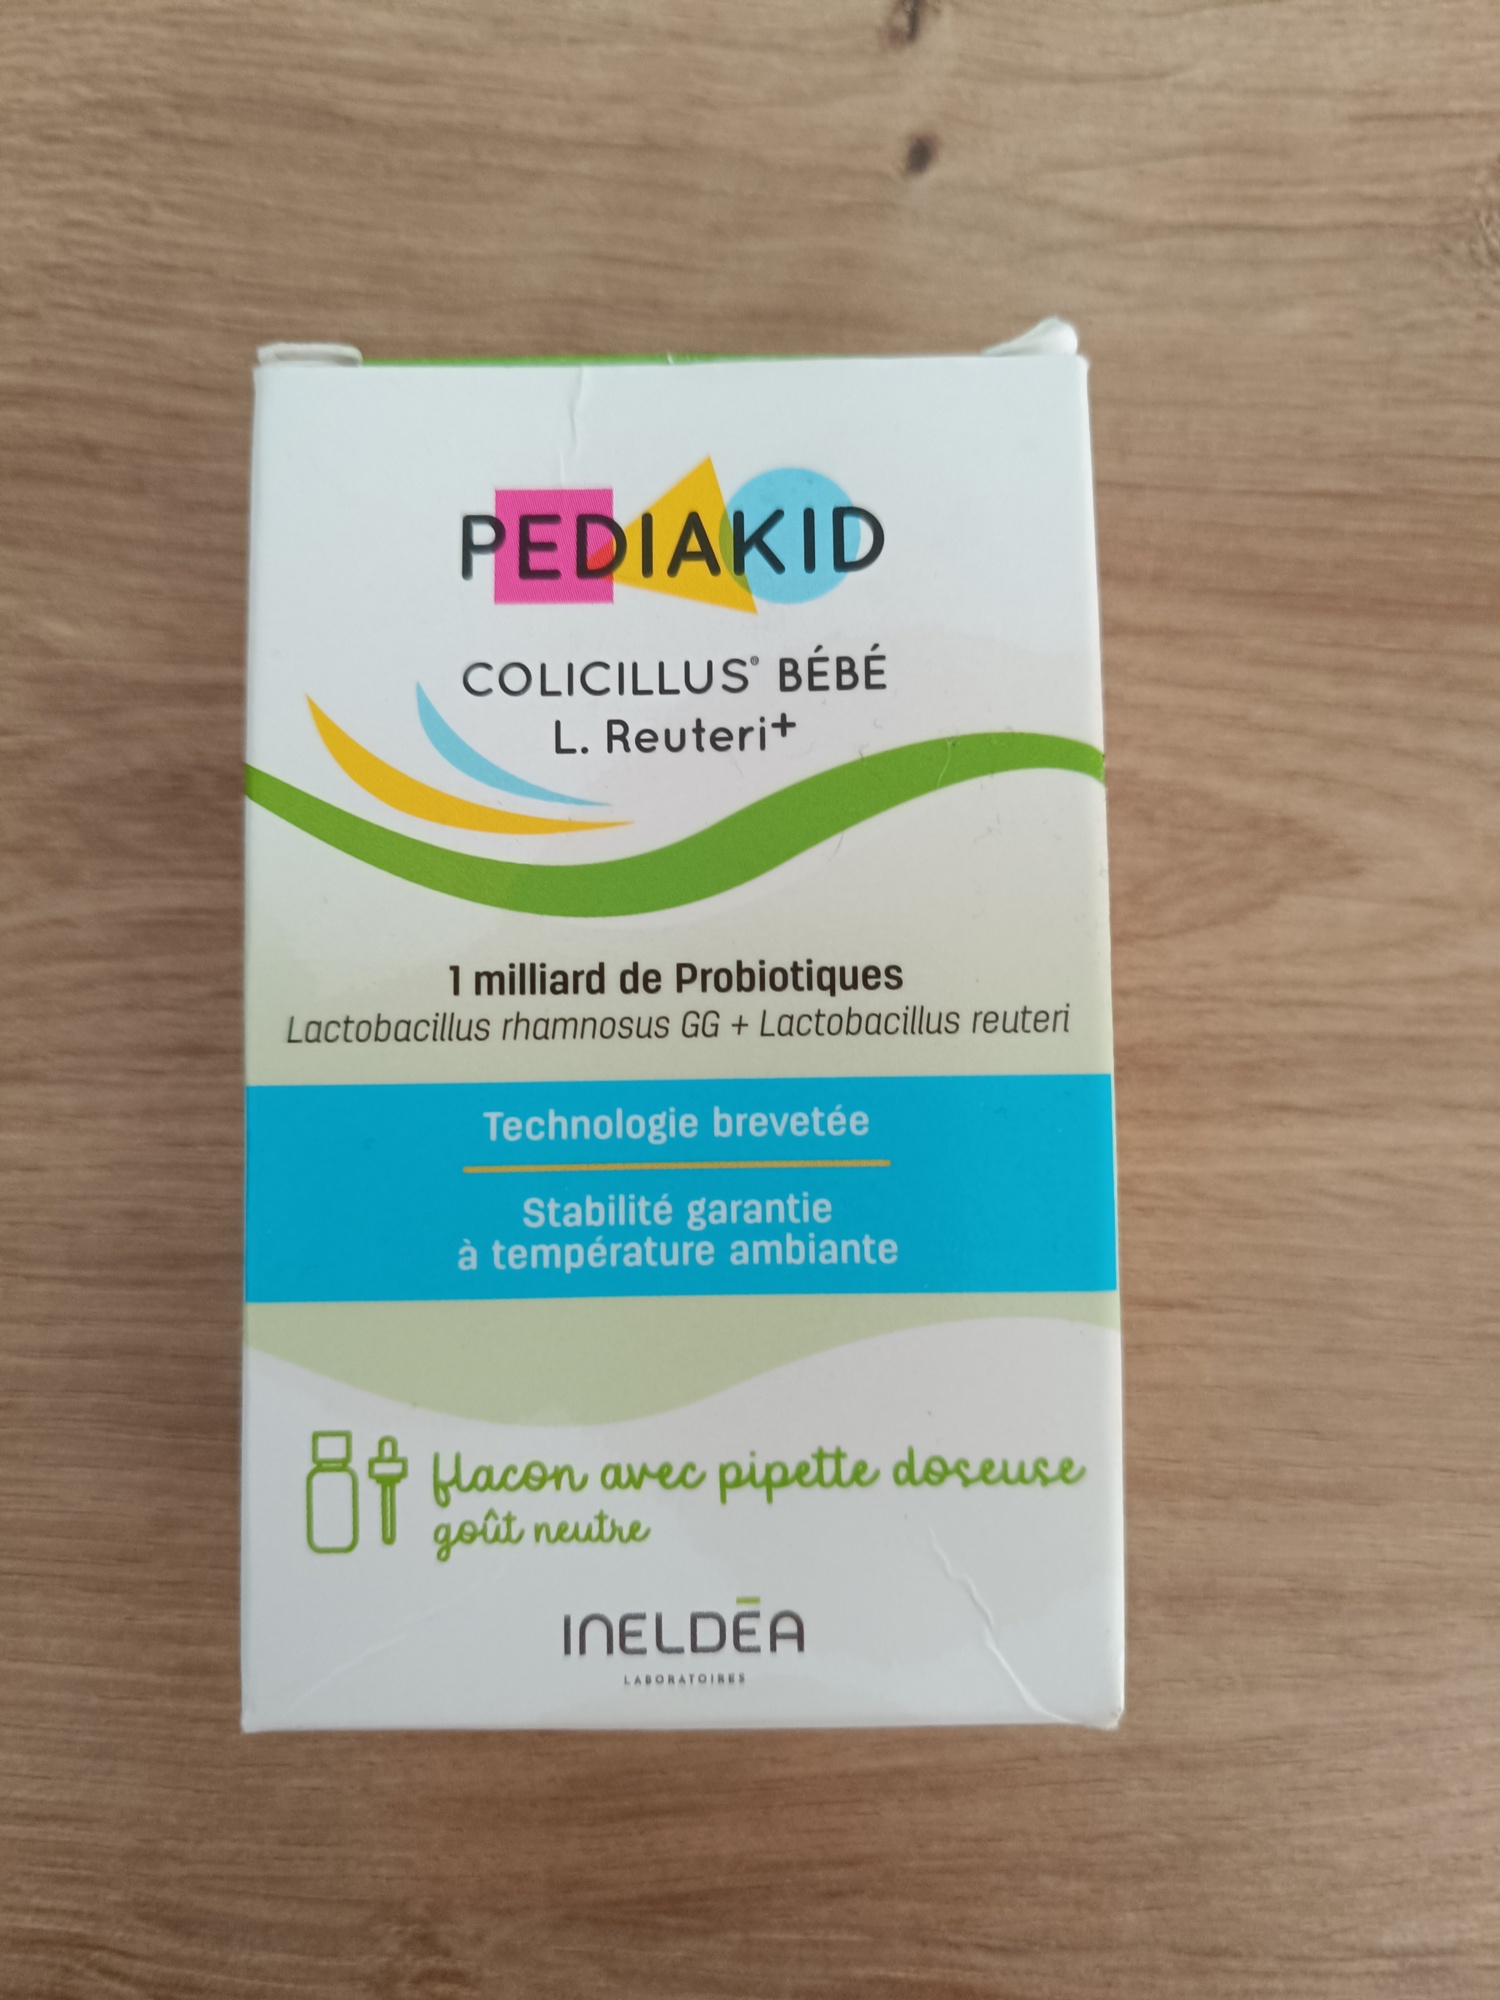 PEDIAKID
COLICILLUS® BÉBÉ
L. Reuteri+
1 milliard de Probiotiques
Lactobacillus rhamnosus GG + Lactobacillus reuteri
Technologie brevetée
Stabilité garantie
à température ambiante
flacon avec pipette doseuse
goût neutre
INELDĒA
LABORATOIRES